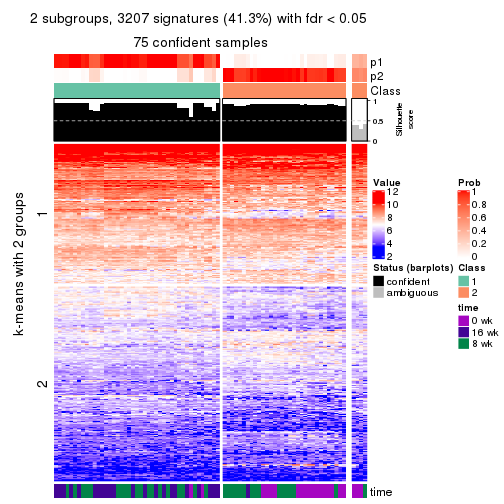 2 subgroups, 3207 signatures (41.3%) with fdr < 0.05
75 confident samples
p1
p2
Class
1
0.5
0
Silhouette
score
k-means with 2 groups
1
2
time
Value
12
10
8
6
4
2
Prob
1
0.8
0.6
0.4
0.2
0
Status (barplots)
confident
ambiguous
Class
1
2
time
0 wk
16 wk
8 wk